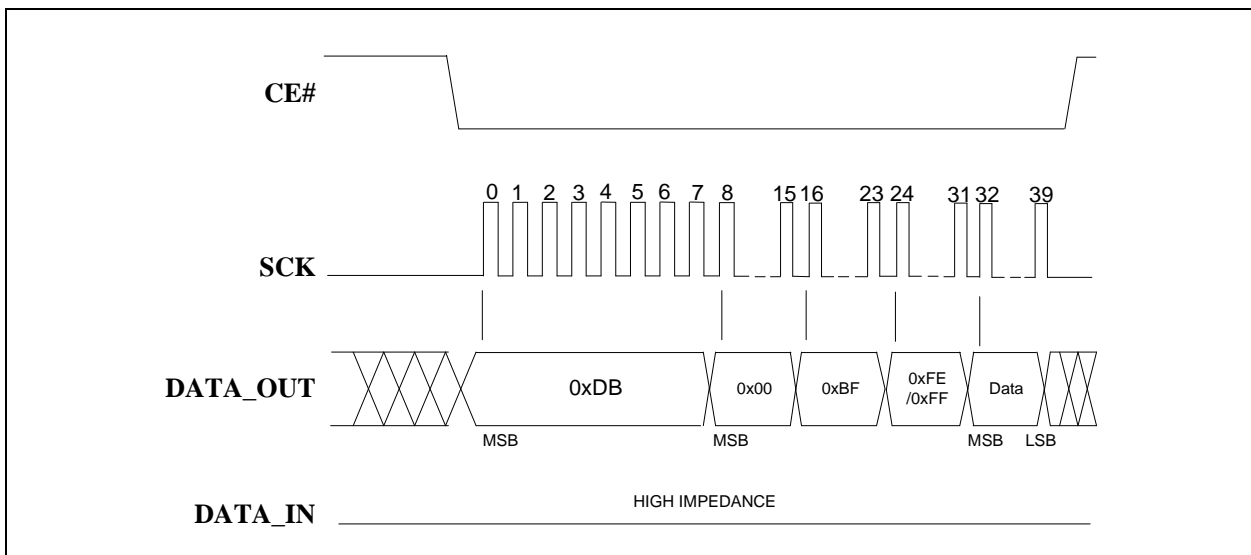 CE#
0 1 2 3 4 5 6 7 8 15 16 23 24 31 32 39
SCK
DATA_OUT
0xDB
0x00
0xBF
0xFE
/0xFF
Data
MSB MSB MSB LSB
HIGH IMPEDANCE
DATA_IN